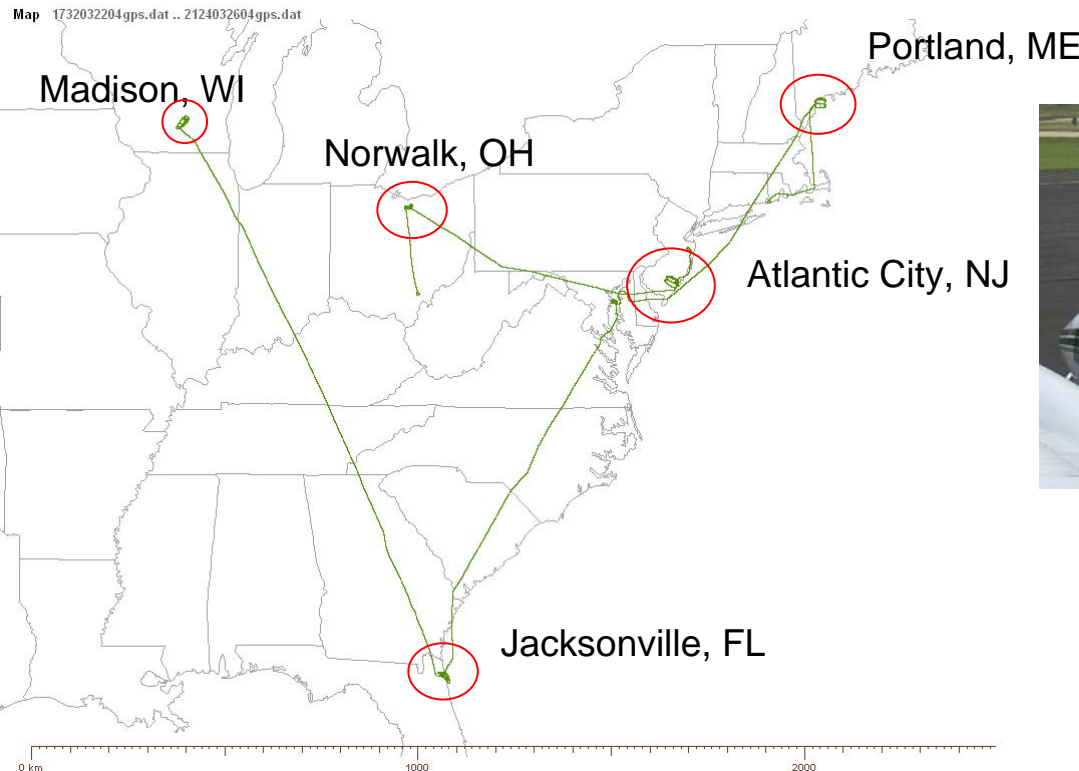 Map 1732032204gps.dat .. 2124032604gps.dat
Portland, ME
Madison, WI
Norwalk, OH
Atlantic City, NJ
Jacksonville, FL
0 km 1000 2000